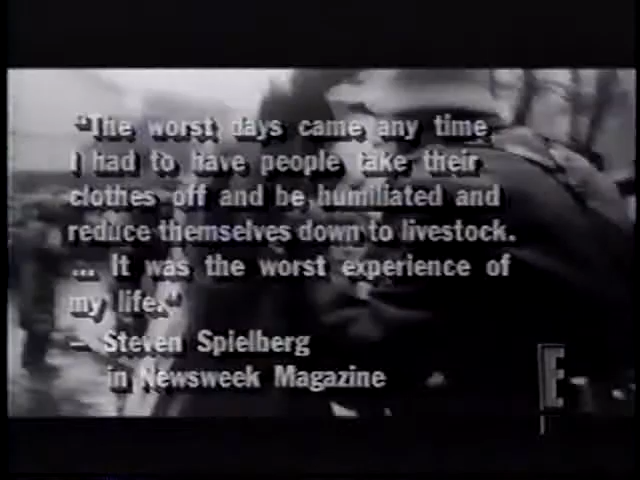 "The worst days came any time
I had to have people take their
clothes off and be humiliated and
reduce themselves down to livestock.
... It was the worst experience of
my life."
– Steven Spielberg
in Newsweek Magazine
E